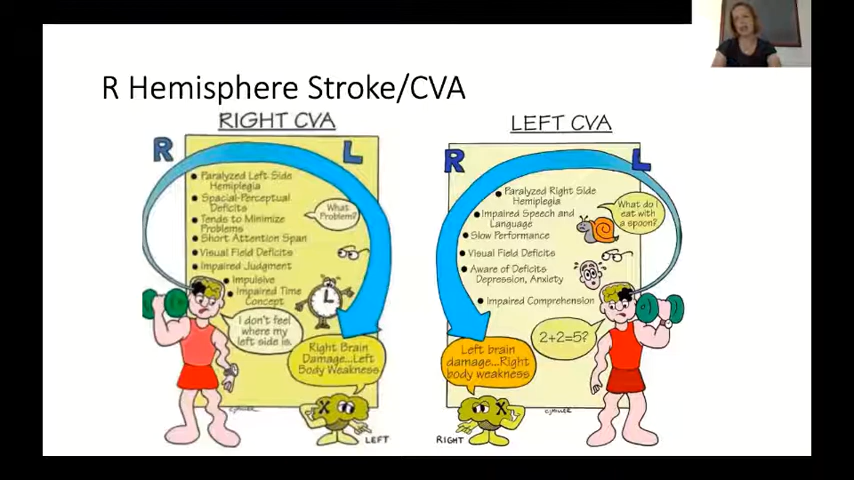 R Hemisphere Stroke/CVA
RIGHT CVA
R
L
Paralyzed Left Side
Hemiplegia
Spacial-Perceptual
Deficits
Tends to Minimize
Problems
Short Attention Span
Visual Field Deficits
Impaired Judgment
Impulsive
Impaired Time
Concept
What
Problem?
I don't feel
where my
left side is.
Right Brain
Damage...Left
Body Weakness
LEFT
LEFT CVA
R
L
Paralyzed Right Side
Hemiplegia
Impaired Speech and
Language
Slow Performance
Visual Field Deficits
Aware of Deficits
Depression, Anxiety
Impaired Comprehension
What do I
eat with
a spoon?
2+2=5?
Left brain
damage...Right
body weakness
RIGHT